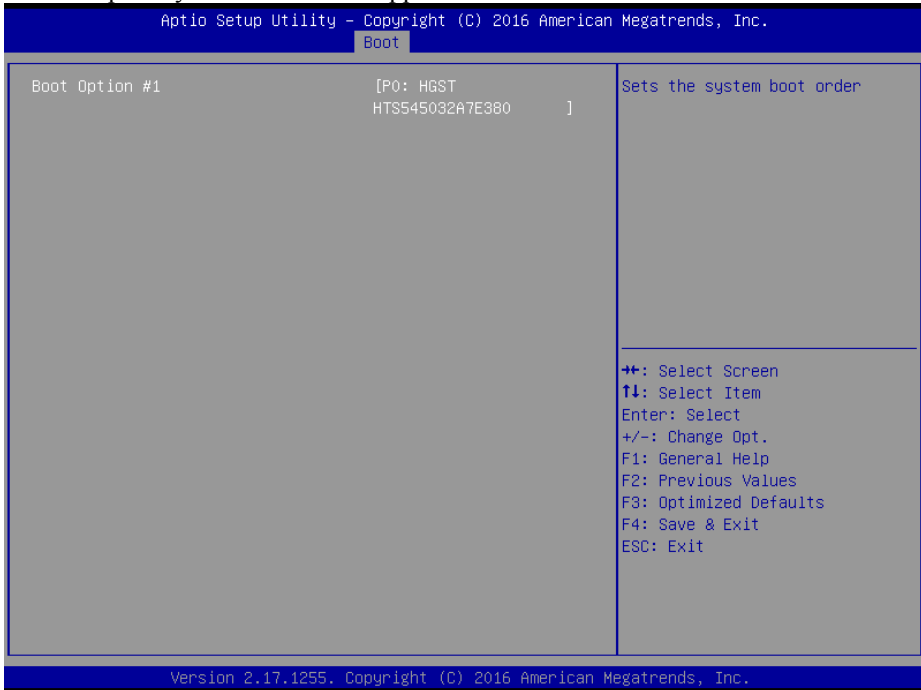 Aptio Setup Utility – Copyright (C) 2016 American Megatrends, Inc.
Boot
Boot Option #1 [P0: HGST HTS545032A7E380 ]
Sets the system boot order
→←: Select Screen
↑↓: Select Item
Enter: Select
+/-: Change Opt.
F1: General Help
F2: Previous Values
F3: Optimized Defaults
F4: Save & Exit
ESC: Exit
Version 2.17.1255. Copyright (C) 2016 American Megatrends, Inc.